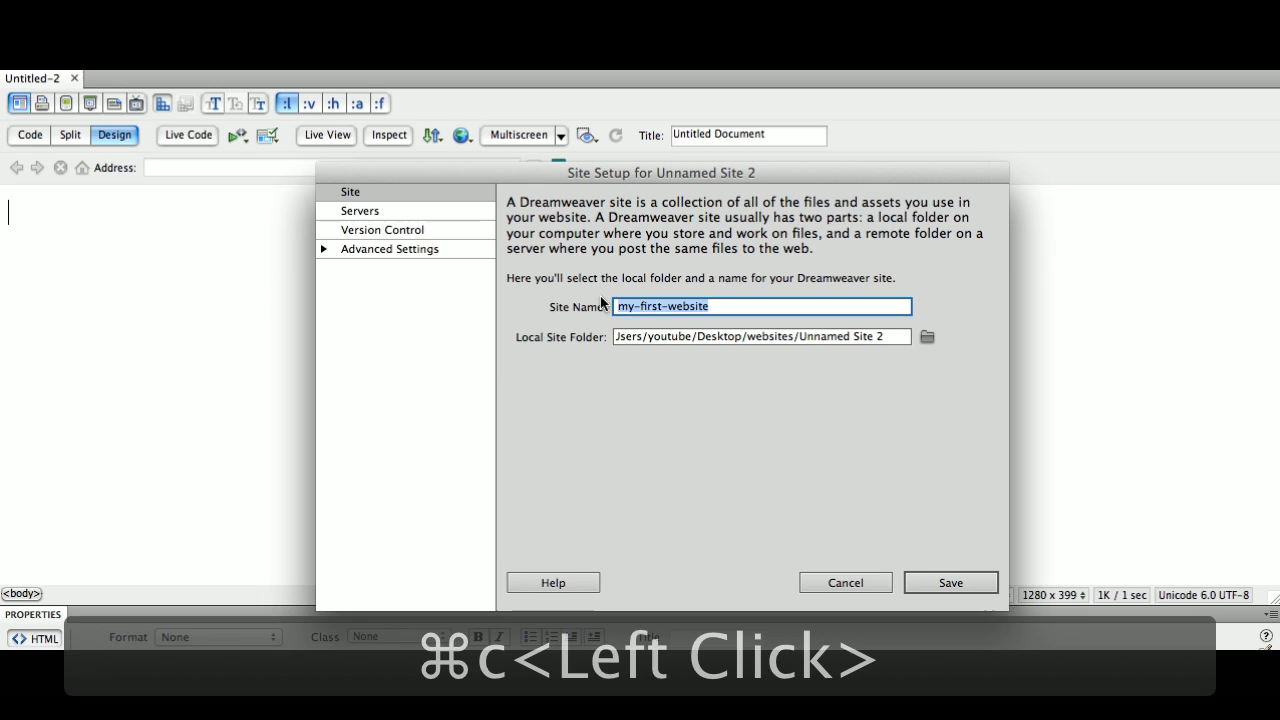 Untitled-2
:l :v :h :a :f
Code Split Design Live Code Live View Inspect Multiscreen Title: Untitled Document
Address:
Site Setup for Unnamed Site 2
Site
Servers
Version Control
Advanced Settings
A Dreamweaver site is a collection of all of the files and assets you use in
your website. A Dreamweaver site usually has two parts: a local folder on
your computer where you store and work on files, and a remote folder on a
server where you post the same files to the web.
Here you'll select the local folder and a name for your Dreamweaver site.
Site Name: my-first-website
Local Site Folder: Jsers/youtube/Desktop/websites/Unnamed Site 2
Help Cancel Save
<body> 1280 x 399 1K / 1 sec Unicode 6.0 UTF-8
PROPERTIES
<> HTML Format None Class None B I Title
⌘c<Left Click>